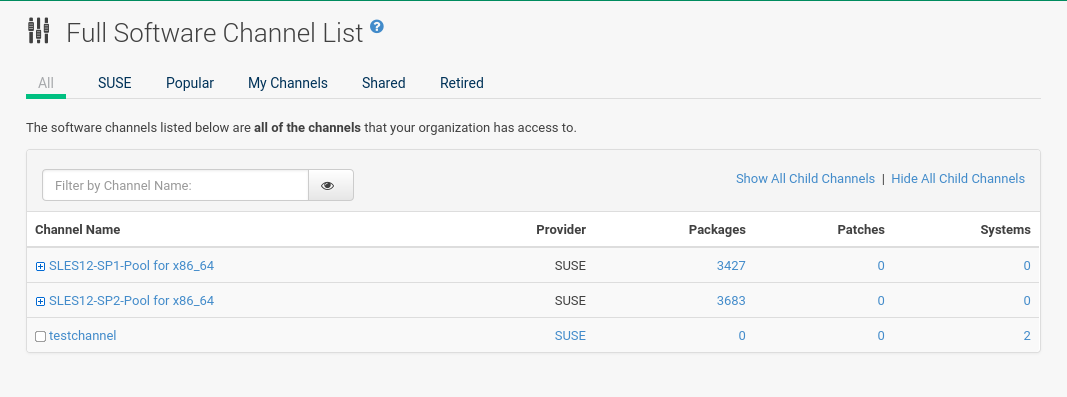 Full Software Channel List ?
All SUSE Popular My Channels Shared Retired
The software channels listed below are all of the channels that your organization has access to.
Filter by Channel Name: Show All Child Channels | Hide All Child Channels
Channel Name Provider Packages Patches Systems
SLES12-SP1-Pool for x86_64 SUSE 3427 0 0
SLES12-SP2-Pool for x86_64 SUSE 3683 0 0
testchannel SUSE 0 0 2